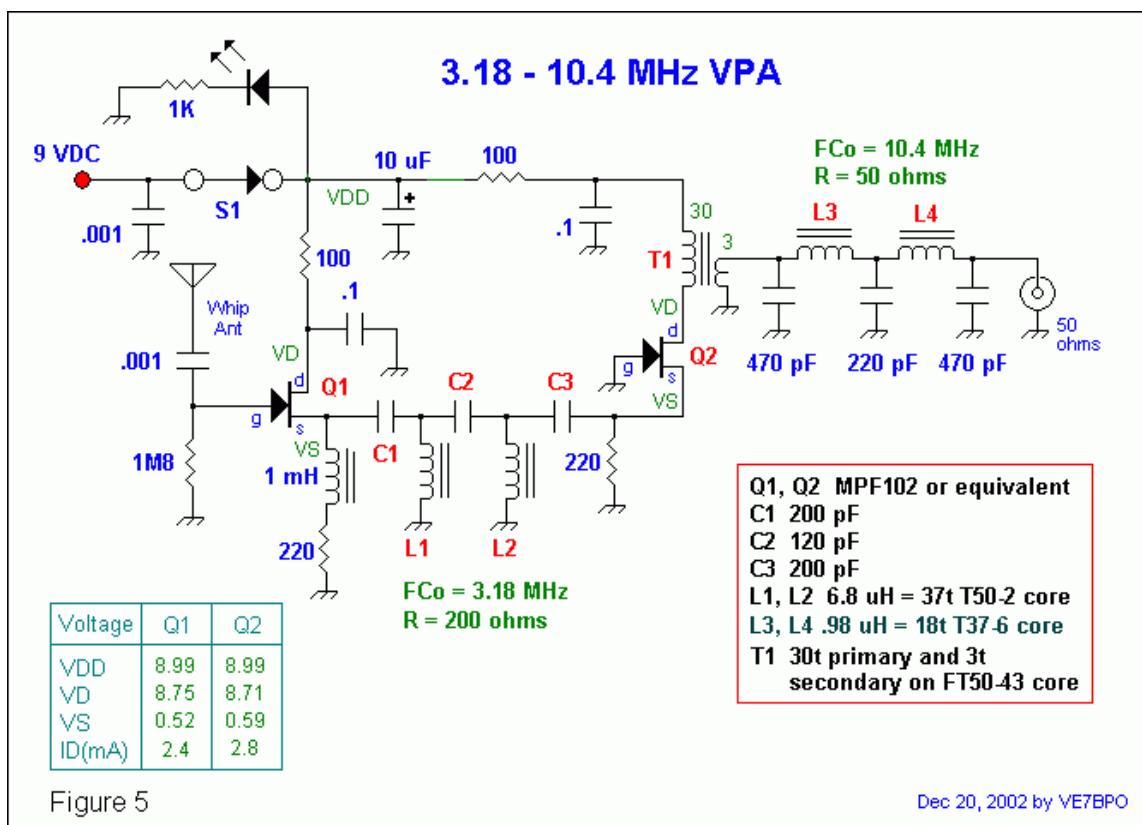 3.18 - 10.4 MHz VPA
1K
9 VDC
10 uF
100
FCo = 10.4 MHz
R = 50 ohms
S1
VDD
.001
.1
30
3
L3
L4
T1
100
Whip
Ant
.1
VD
50
ohms
470 pF
220 pF
470 pF
d
Q2
g
s
VS
.001
VD
d
Q1
g
s
VS
C1
C2
C3
1M8
1 mH
220
220
L1
L2
FCo = 3.18 MHz
R = 200 ohms
Q1, Q2 MPF102 or equivalent
C1 200 pF
C2 120 pF
C3 200 pF
L1, L2 6.8 uH = 37t T50-2 core
L3, L4 .98 uH = 18t T37-6 core
T1 30t primary and 3t
secondary on FT50-43 core
Voltage Q1 Q2
VDD 8.99 8.99
VD 8.75 8.71
VS 0.52 0.59
ID(mA) 2.4 2.8
Figure 5
Dec 20, 2002 by VE7BPO